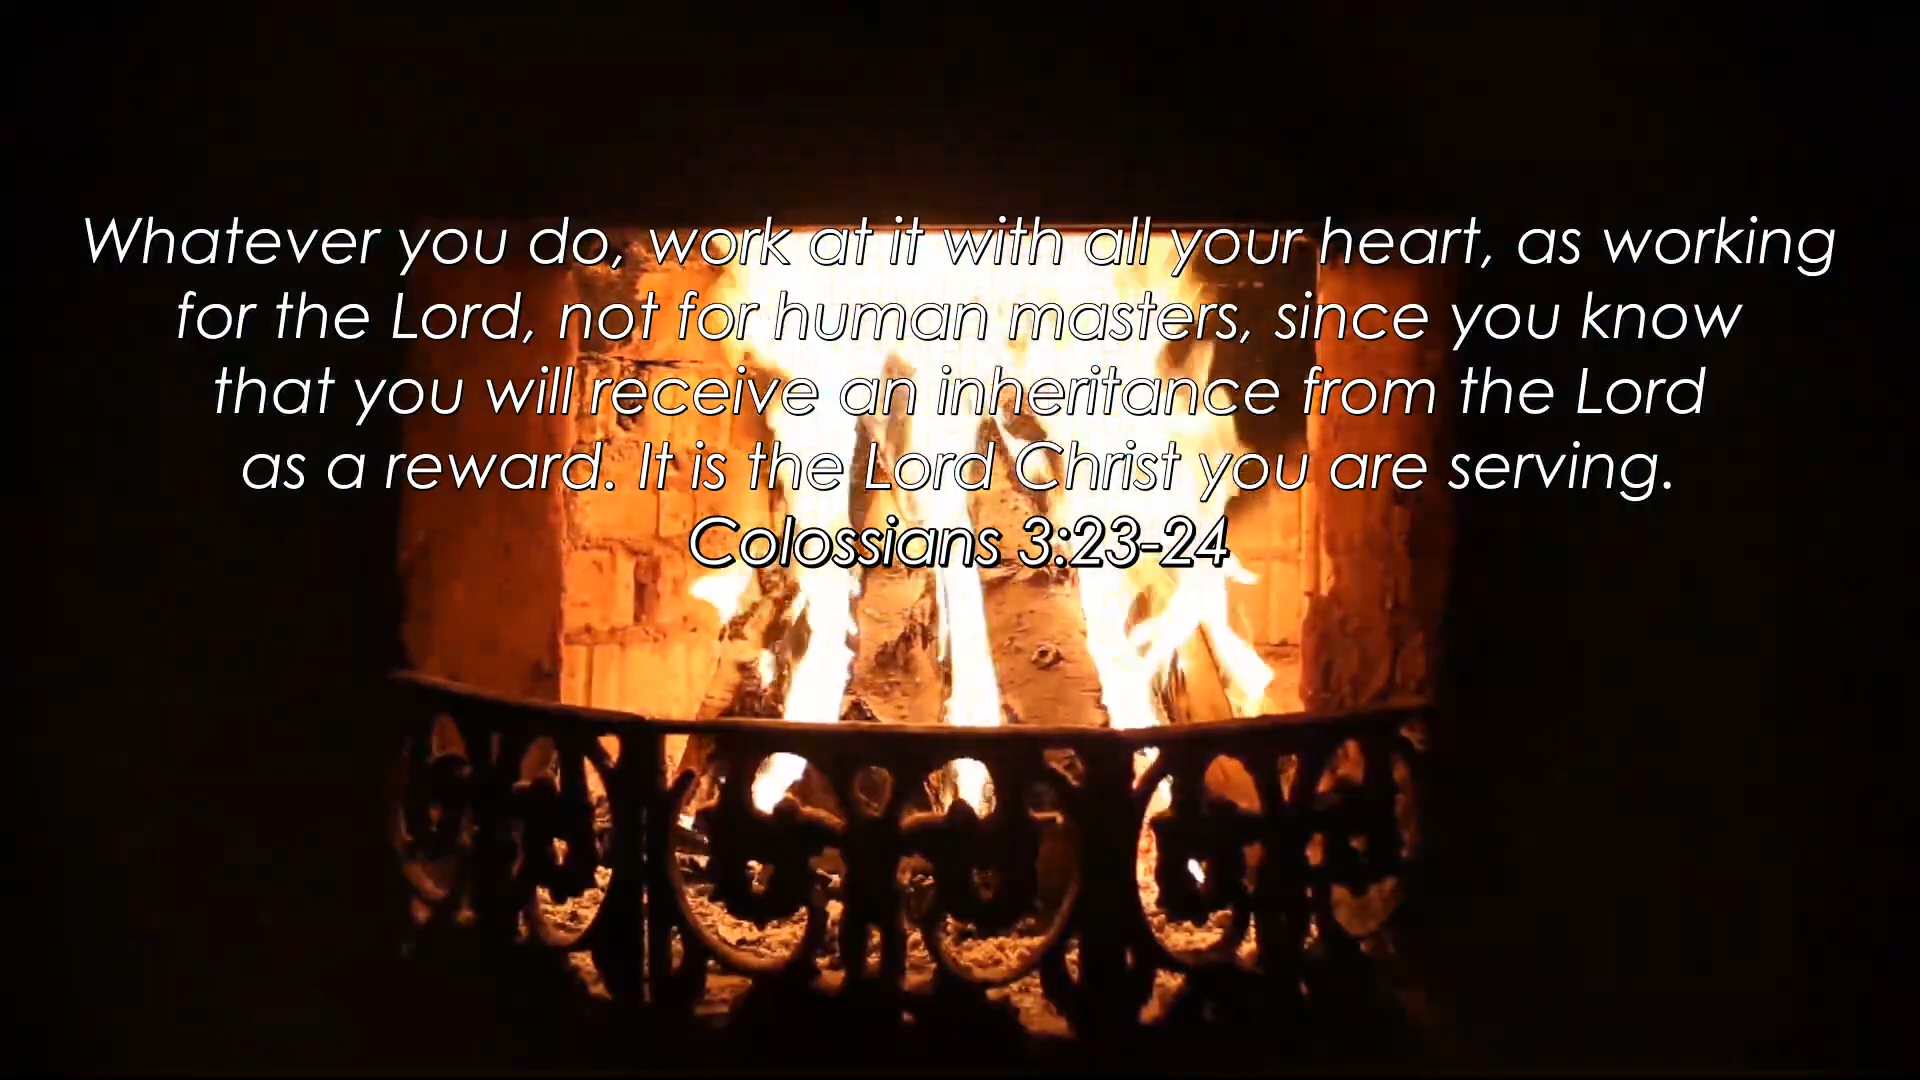 Whatever you do, work at it with all your heart, as working
for the Lord, not for human masters, since you know
that you will receive an inheritance from the Lord
as a reward. It is the Lord Christ you are serving.
Colossians 3:23-24